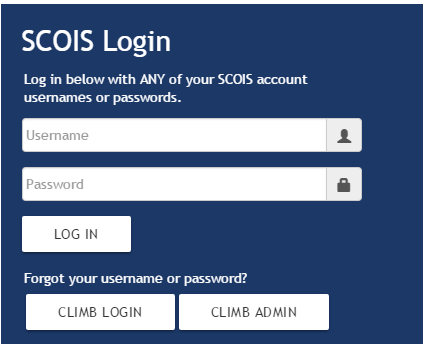 SCOIS Login
Log in below with ANY of your SCOIS account
usernames or passwords.
Username
Password
LOG IN
Forgot your username or password?
CLIMB LOGIN CLIMB ADMIN